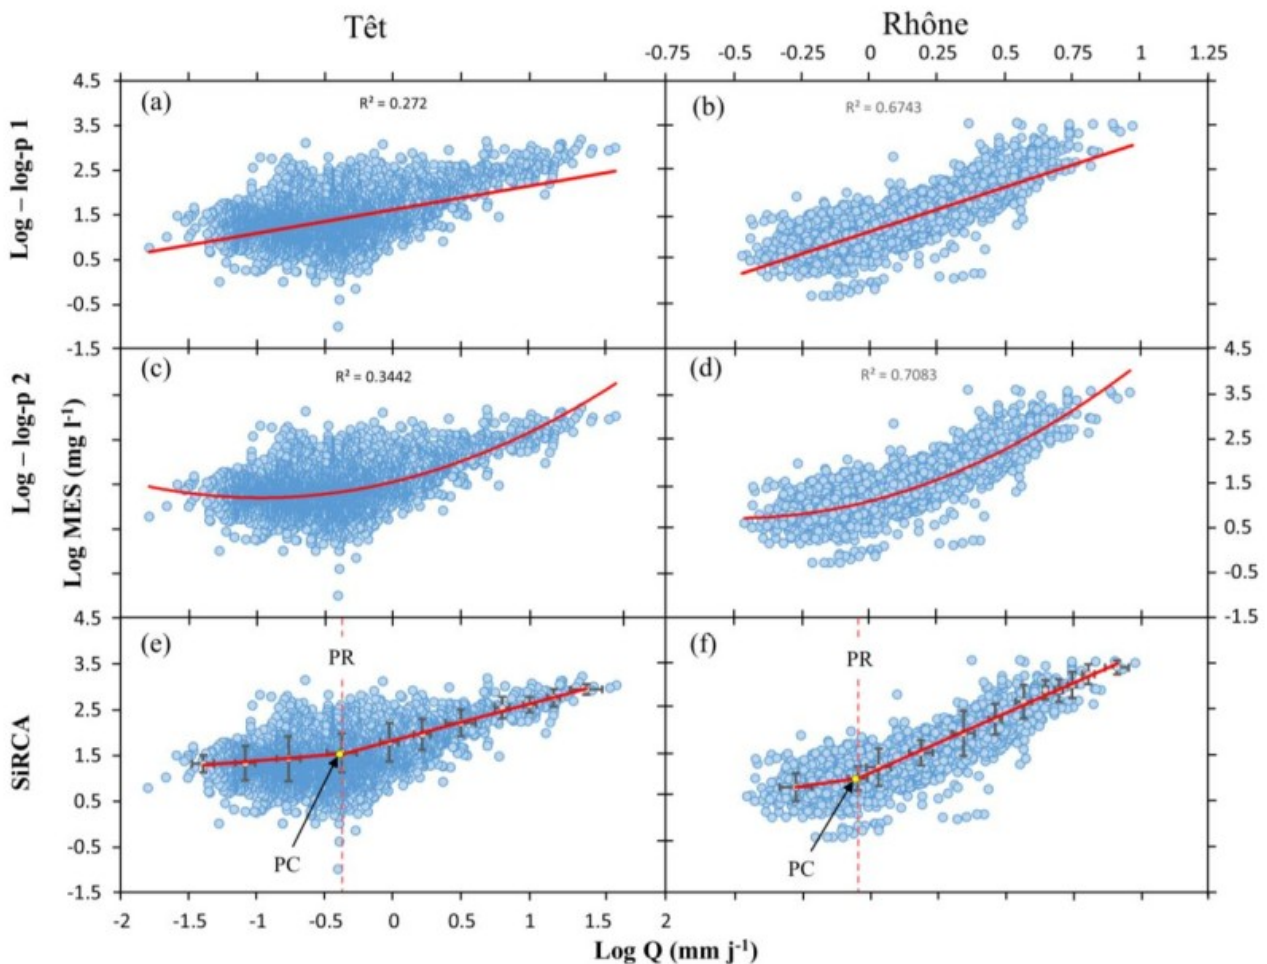 Têt
Rhône
-0.75 -0.5 -0.25 0 0.25 0.5 0.75 1 1.25
Log – log-p 1
4.5
3.5
2.5
1.5
0.5
-0.5
-1.5
(a)
R² = 0.272
(b)
R² = 0.6743
Log – log-p 2
Log MES (mg l⁻¹)
(c)
R² = 0.3442
(d)
R² = 0.7083
4.5
3.5
2.5
1.5
0.5
-0.5
-1.5
SiRCA
4.5
3.5
2.5
1.5
0.5
-0.5
-1.5
(e)
PR
PC
(f)
PR
PC
-2 -1.5 -1 -0.5 0 0.5 1 1.5 2
Log Q (mm j⁻¹)